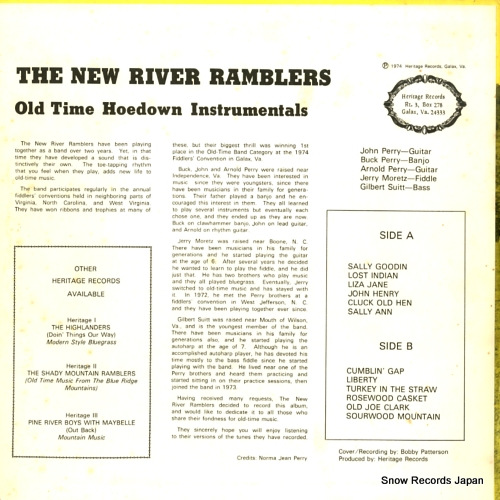 ℗ 1974 Heritage Records, Galax, Va.
THE NEW RIVER RAMBLERS
Old Time Hoedown Instrumentals
Heritage Records
Rt. 3, Box 278
Galax, Va. 24333
The New River Ramblers have been playing
together as a band over two years. Yet, in that
time they have developed a sound that is dis-
tinctively their own. The toe-tapping rhythm
that you feel when they play, adds new life to
old-time music.
The band participates regularly in the annual
fiddlers' conventions held in neighboring parts of
Virginia, North Carolina, and West Virginia.
They have won ribbons and trophies at many of
these, but their biggest thrill was winning 1st
place in the Old-Time Band Category at the 1974
Fiddlers' Convention in Galax, Va.
Buck, John and Arnold Perry were raised near
Independence, Va. They have been interested in
music since they were youngsters, since there
have been musicians in their family for genera-
tions. Their father played a banjo and he en-
couraged this interest in them. They all learned
to play several instruments but eventually each
chose one, and they ended up as they are now.
Buck on clawhammer banjo, John on lead guitar,
and Arnold on rhythm guitar.
Jerry Moretz was raised near Boone, N. C.
There have been musicians in his family for
generations and he started playing the guitar
at the age of 6. After several years he decided
he wanted to learn to play the fiddle, and he did
just that. He has two brothers who play music
and they all played bluegrass. Eventually, Jerry
switched to old-time music and has stayed with
it. In 1972, he met the Perry brothers at a
fiddlers' convention in West Jefferson, N. C.
and they have been playing together ever since.
Gilbert Suitt was raised near Mouth of Wilson,
Va., and is the youngest member of the band.
There have been musicians in his family for
generations also, and he started playing the
autoharp at the age of 7. Although he is an
accomplished autoharp player, he has devoted his
time mostly to the bass fiddle since he started
playing with the band. He lived near one of the
Perry brothers and heard them practicing and
started sitting in on their practice sessions, then
joined the band in 1973.
Having received many requests, The New
River Ramblers decided to record this album,
and would like to dedicate it to all those who
share their fondness for old-time music.
They sincerely hope you will enjoy listening
to their versions of the tunes they have recorded.
Credits: Norma Jean Perry
OTHER
HERITAGE RECORDS
AVAILABLE
Heritage I
THE HIGHLANDERS
(Doin' Things Our Way)
Modern Style Bluegrass
Heritage II
THE SHADY MOUNTAIN RAMBLERS
(Old Time Music From The Blue Ridge
Mountains)
Heritage III
PINE RIVER BOYS WITH MAYBELLE
(Out Back)
Mountain Music
John Perry—Guitar
Buck Perry—Banjo
Arnold Perry—Guitar
Jerry Moretz—Fiddle
Gilbert Suitt—Bass
SIDE A
SALLY GOODIN
LOST INDIAN
LIZA JANE
JOHN HENRY
CLUCK OLD HEN
SALLY ANN
SIDE B
CUMBLIN' GAP
LIBERTY
TURKEY IN THE STRAW
ROSEWOOD CASKET
OLD JOE CLARK
SOURWOOD MOUNTAIN
Cover/Recording by: Bobby Patterson
Produced by: Heritage Records
Snow Records Japan